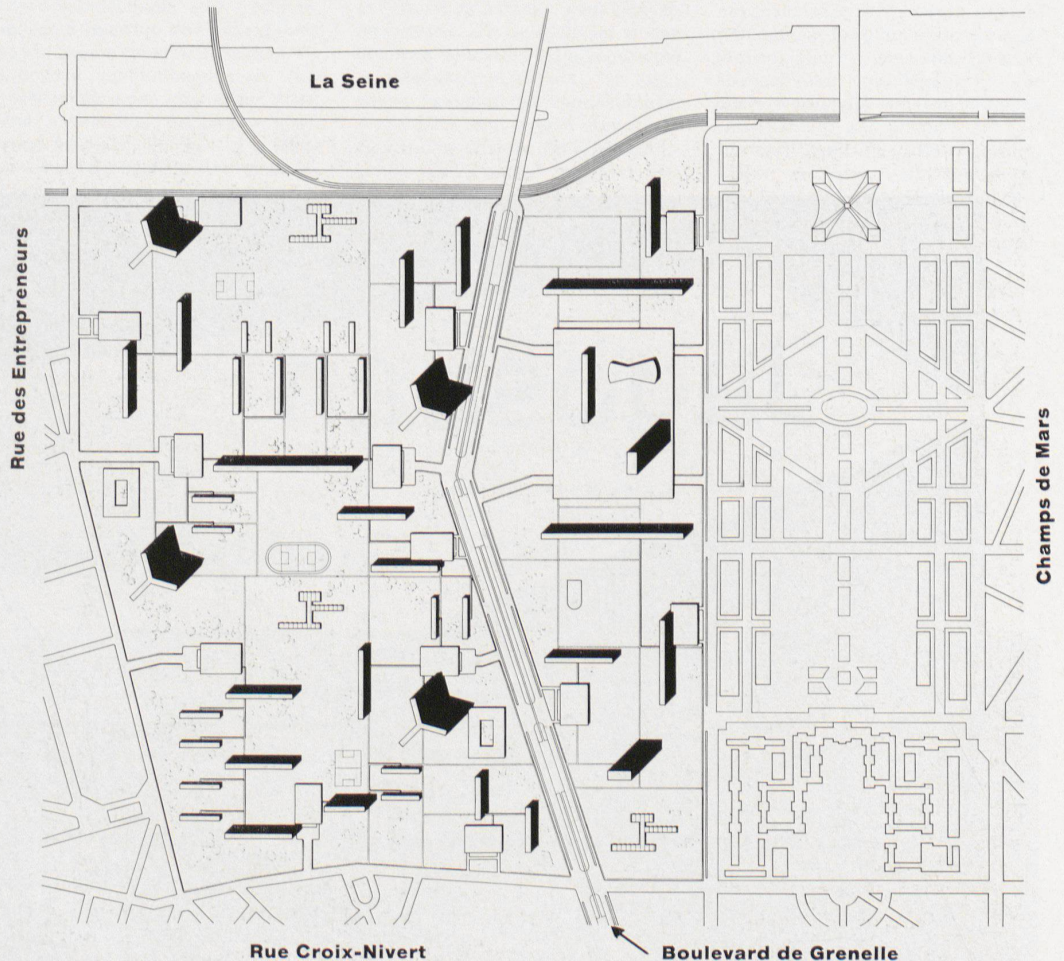 La Seine
Rue des Entrepreneurs
Champs de Mars
Rue Croix-Nivert
Boulevard de Grenelle